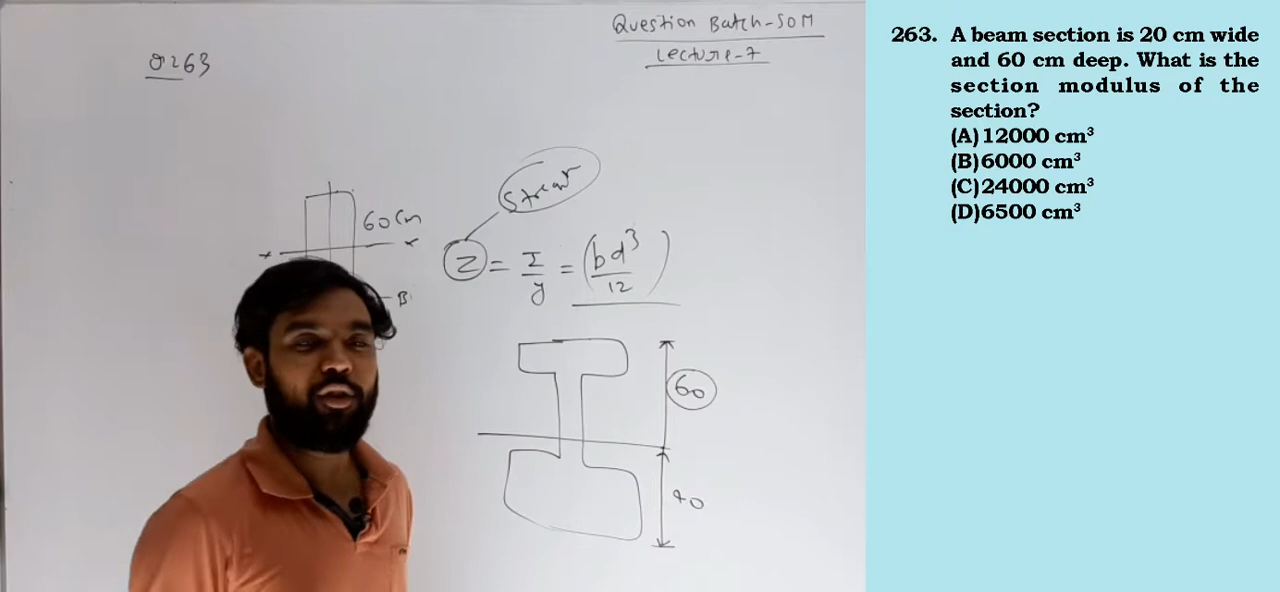 Question Batch-SOM
Lecture-7
Q263
60Cm
x x
B
Z = I/y = (bd³/12)
60
40
263. A beam section is 20 cm wide
and 60 cm deep. What is the
section modulus of the
section?
(A) 12000 cm³
(B) 6000 cm³
(C) 24000 cm³
(D) 6500 cm³